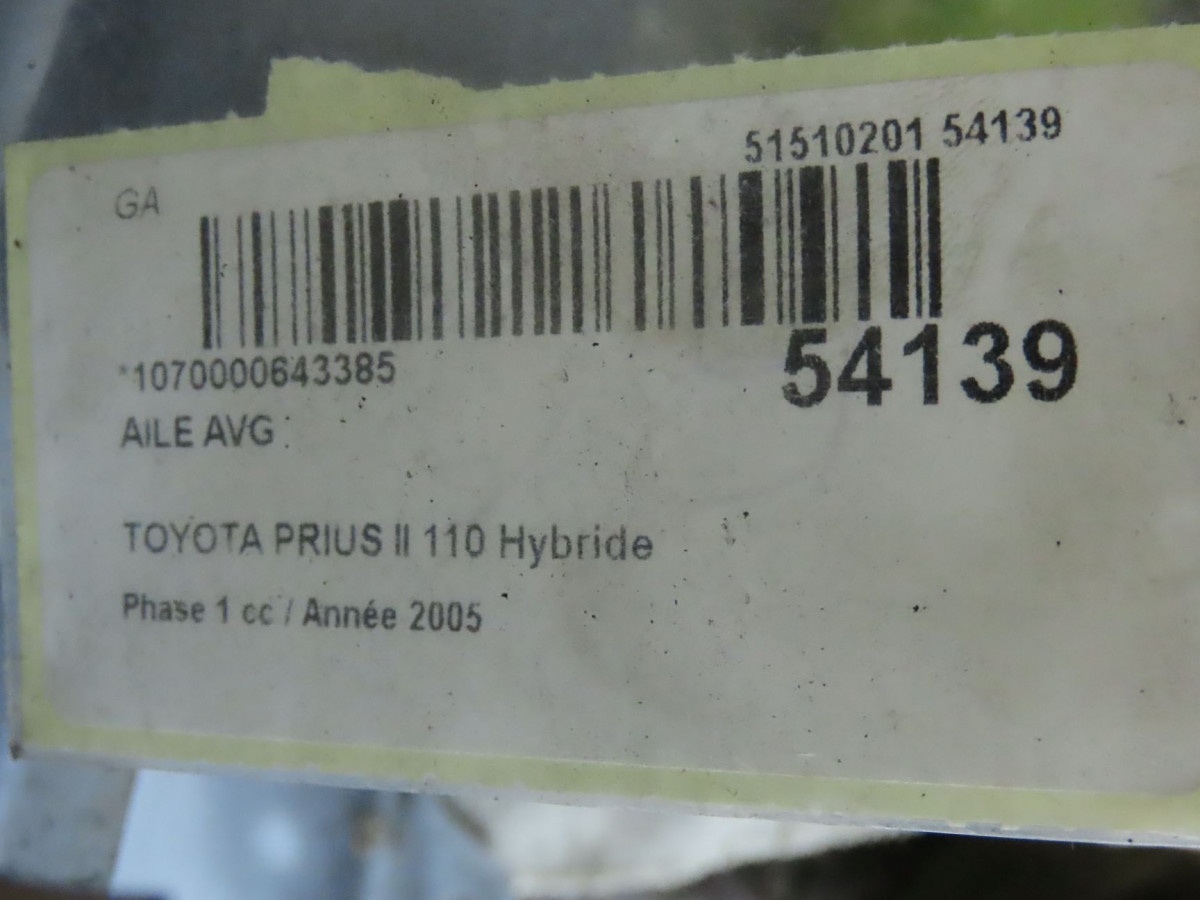 51510201 54139
GA
54139
*1070000643385
AILE AVG
TOYOTA PRIUS II 110 Hybride
Phase 1 cc / Année 2005